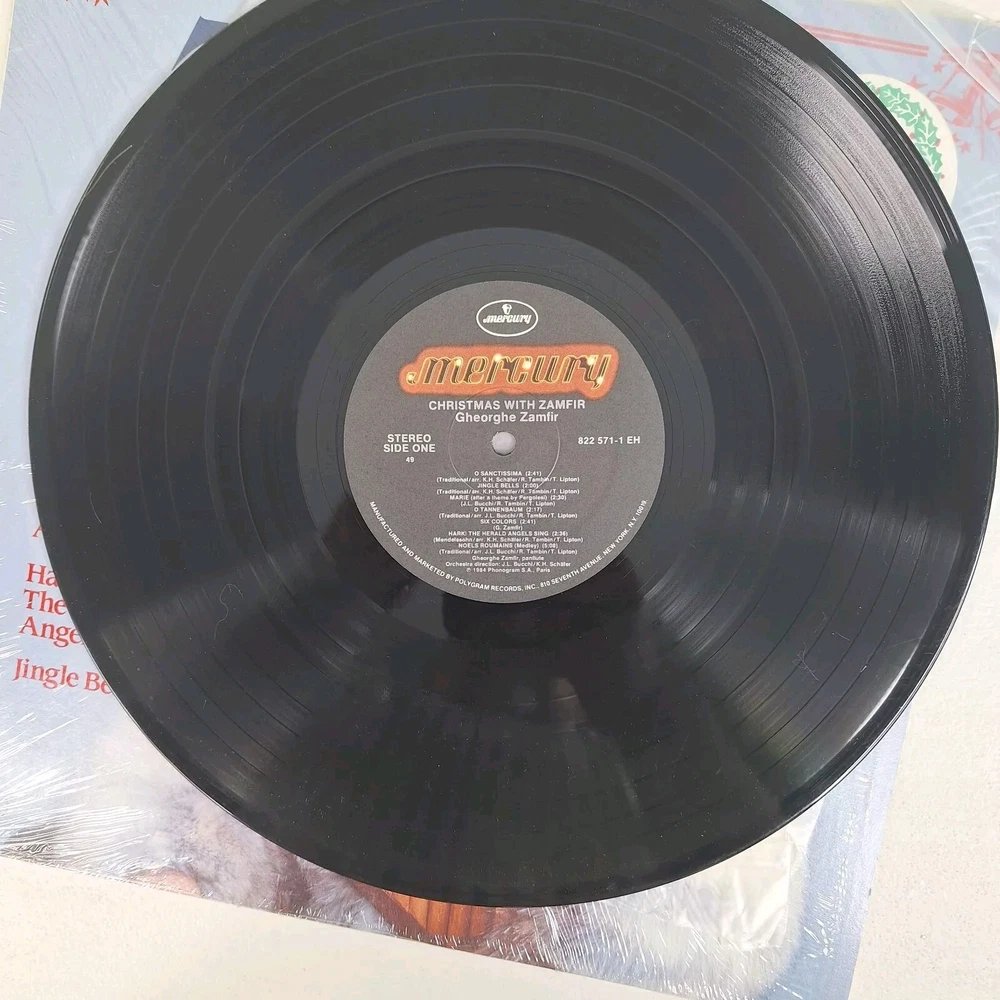 mercury
mercury
CHRISTMAS WITH ZAMFIR
Gheorghe Zamfir
STEREO
SIDE ONE
49
822 571-1 EH
O SANCTISSIMA (2:41)
(Traditional/arr. K.H. Schäfer/R. Tambin/T. Lipton)
JINGLE BELLS (2:00)
(Traditional/arr. K.H. Schäfer/R. Tambin/T. Lipton)
MARIE (after a theme by Pergolesi) (2:30)
(J.L. Bucchi/R. Tambin/T. Lipton)
O TANNENBAUM (2:17)
(Traditional/arr. J.L. Bucchi/R. Tambin/T. Lipton)
SIX COLORS (2:41)
(G. Zamfir)
HARK! THE HERALD ANGELS SING (2:36)
(Mendelssohn/arr. K.H. Schäfer/R. Tambin/T. Lipton)
NOELS ROUMAINS (Medley) (5:08)
(Traditional/arr. J.L. Bucchi/R. Tambin/T. Lipton)
Gheorghe Zamfir, panflute
Orchestra direction: J.L. Bucchi/K.H. Schäfer
℗ 1984 Phonogram S.A., Paris
MANUFACTURED AND MARKETED BY POLYGRAM RECORDS, INC., 810 SEVENTH AVENUE, NEW YORK, N.Y. 10019
Ha
The
Ange
Jingle Be